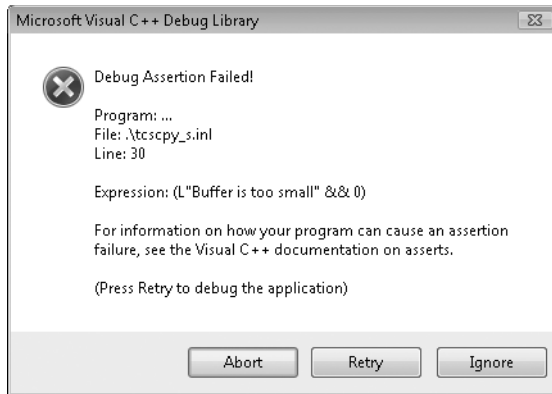 Microsoft Visual C++ Debug Library
Debug Assertion Failed!
Program: ...
File: .\tcscpy_s.inl
Line: 30
Expression: (L"Buffer is too small" && 0)
For information on how your program can cause an assertion
failure, see the Visual C++ documentation on asserts.
(Press Retry to debug the application)
Abort Retry Ignore